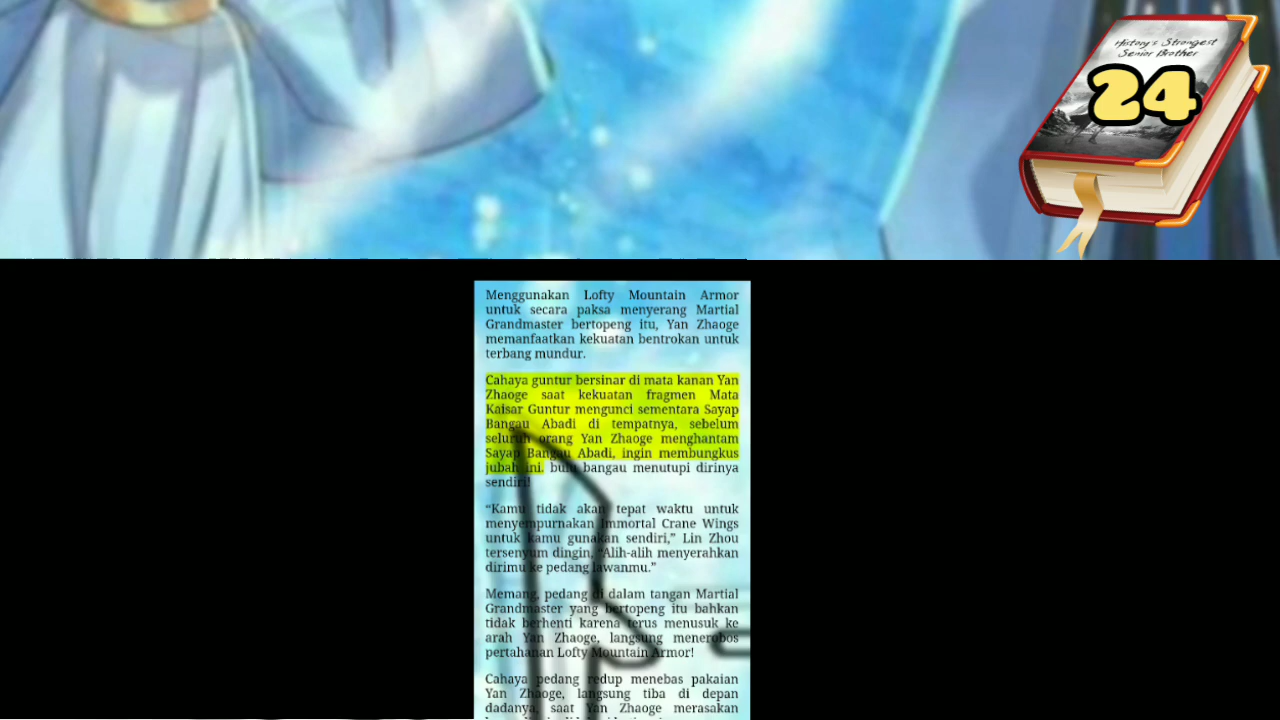 History's Strongest
Senior Brother
24
Menggunakan Lofty Mountain Armor
untuk secara paksa menyerang Martial
Grandmaster bertopeng itu, Yan Zhaoge
memanfaatkan kekuatan bentrokan untuk
terbang mundur.
Cahaya guntur bersinar di mata kanan Yan
Zhaoge saat kekuatan fragmen Mata
Kaisar Guntur mengunci sementara Sayap
Bangau Abadi di tempatnya, sebelum
seluruh orang Yan Zhaoge menghantam
Sayap Bangau Abadi, ingin membungkus
jubah ini. bulu bangau menutupi dirinya
sendiri!
“Kamu tidak akan tepat waktu untuk
menyempurnakan Immortal Crane Wings
untuk kamu gunakan sendiri,” Lin Zhou
tersenyum dingin, “Alih-alih menyerahkan
dirimu ke pedang lawanmu.”
Memang, pedang di dalam tangan Martial
Grandmaster yang bertopeng itu bahkan
tidak berhenti karena terus menusuk ke
arah Yan Zhaoge, langsung menerobos
pertahanan Lofty Mountain Armor!
Cahaya pedang redup menebas pakaian
Yan Zhaoge, langsung tiba di depan
dadanya, saat Yan Zhaoge merasakan